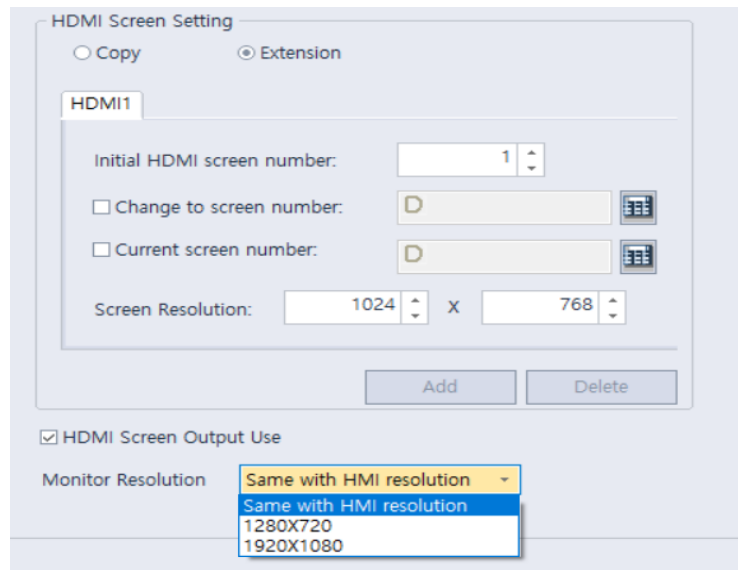 HDMI Screen Setting
Copy Extension
HDMI1
Initial HDMI screen number: 1
Change to screen number: D
Current screen number: D
Screen Resolution: 1024 X 768
Add Delete
HDMI Screen Output Use
Monitor Resolution Same with HMI resolution
Same with HMI resolution
1280X720
1920X1080